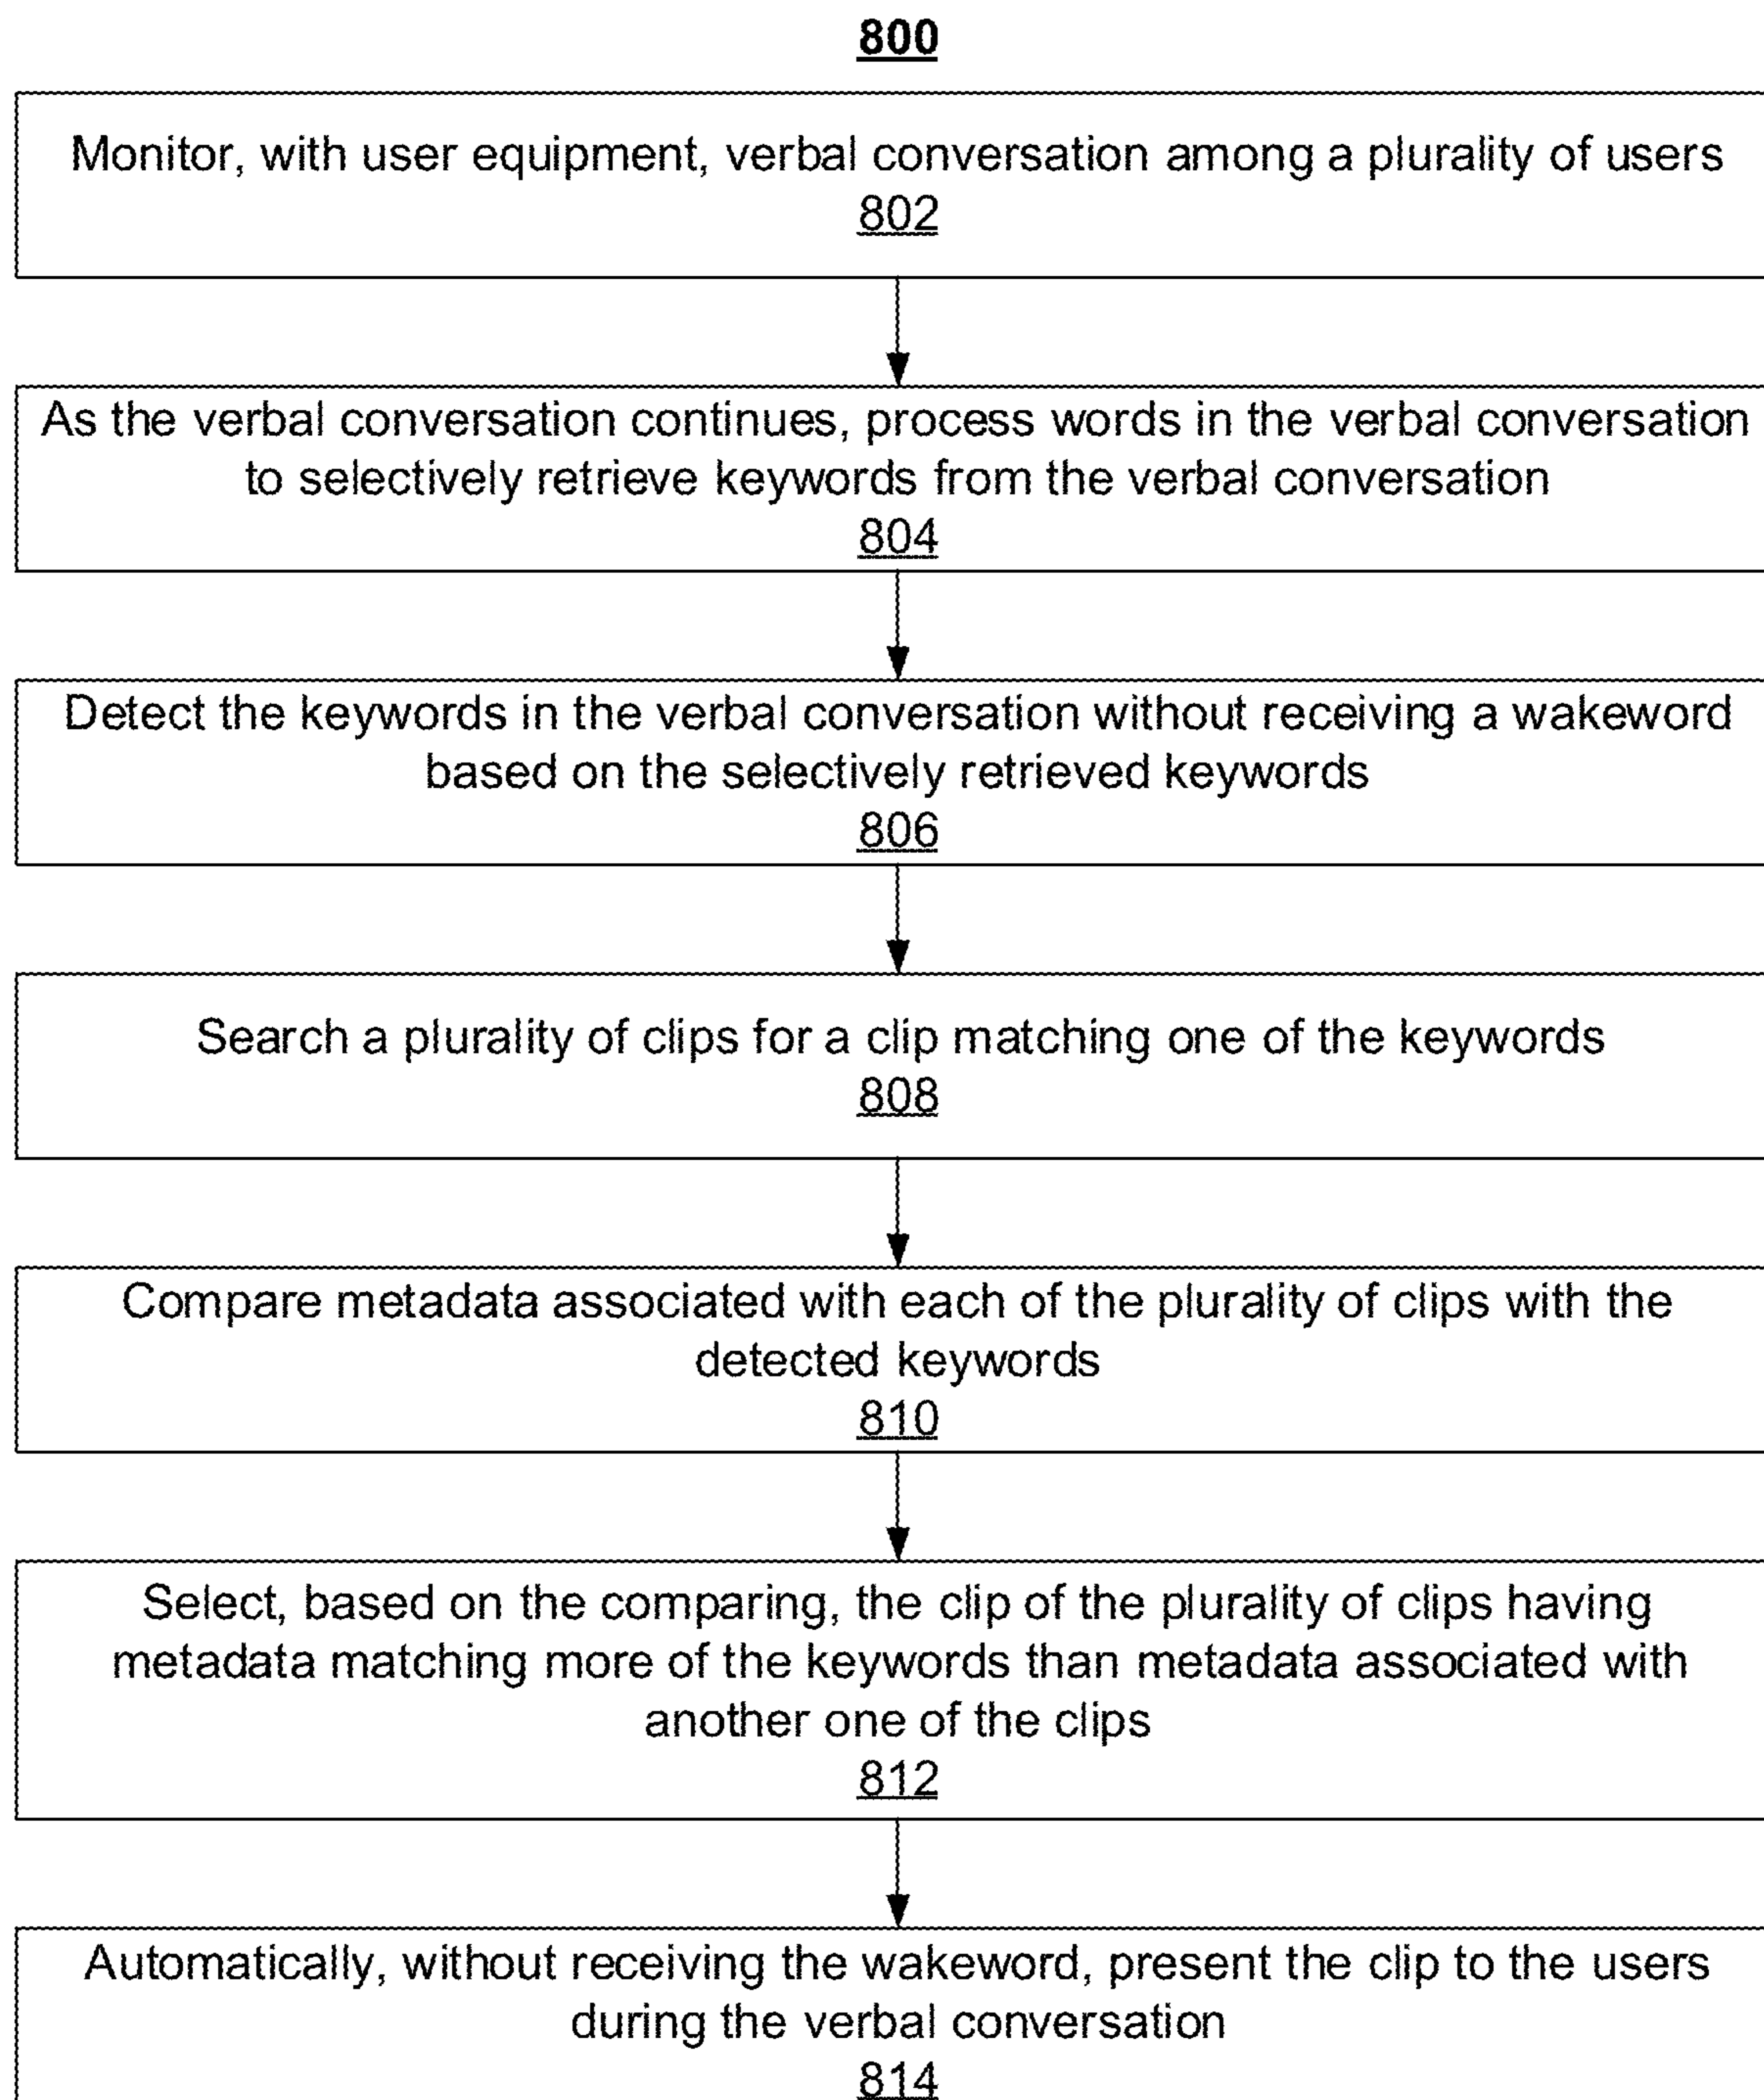 800
Monitor, with user equipment, verbal conversation among a plurality of users
802
As the verbal conversation continues, process words in the verbal conversation
to selectively retrieve keywords from the verbal conversation
804
Detect the keywords in the verbal conversation without receiving a wakeword
based on the selectively retrieved keywords
806
Search a plurality of clips for a clip matching one of the keywords
808
Compare metadata associated with each of the plurality of clips with the
detected keywords
810
Select, based on the comparing, the clip of the plurality of clips having
metadata matching more of the keywords than metadata associated with
another one of the clips
812
Automatically, without receiving the wakeword, present the clip to the users
during the verbal conversation
814